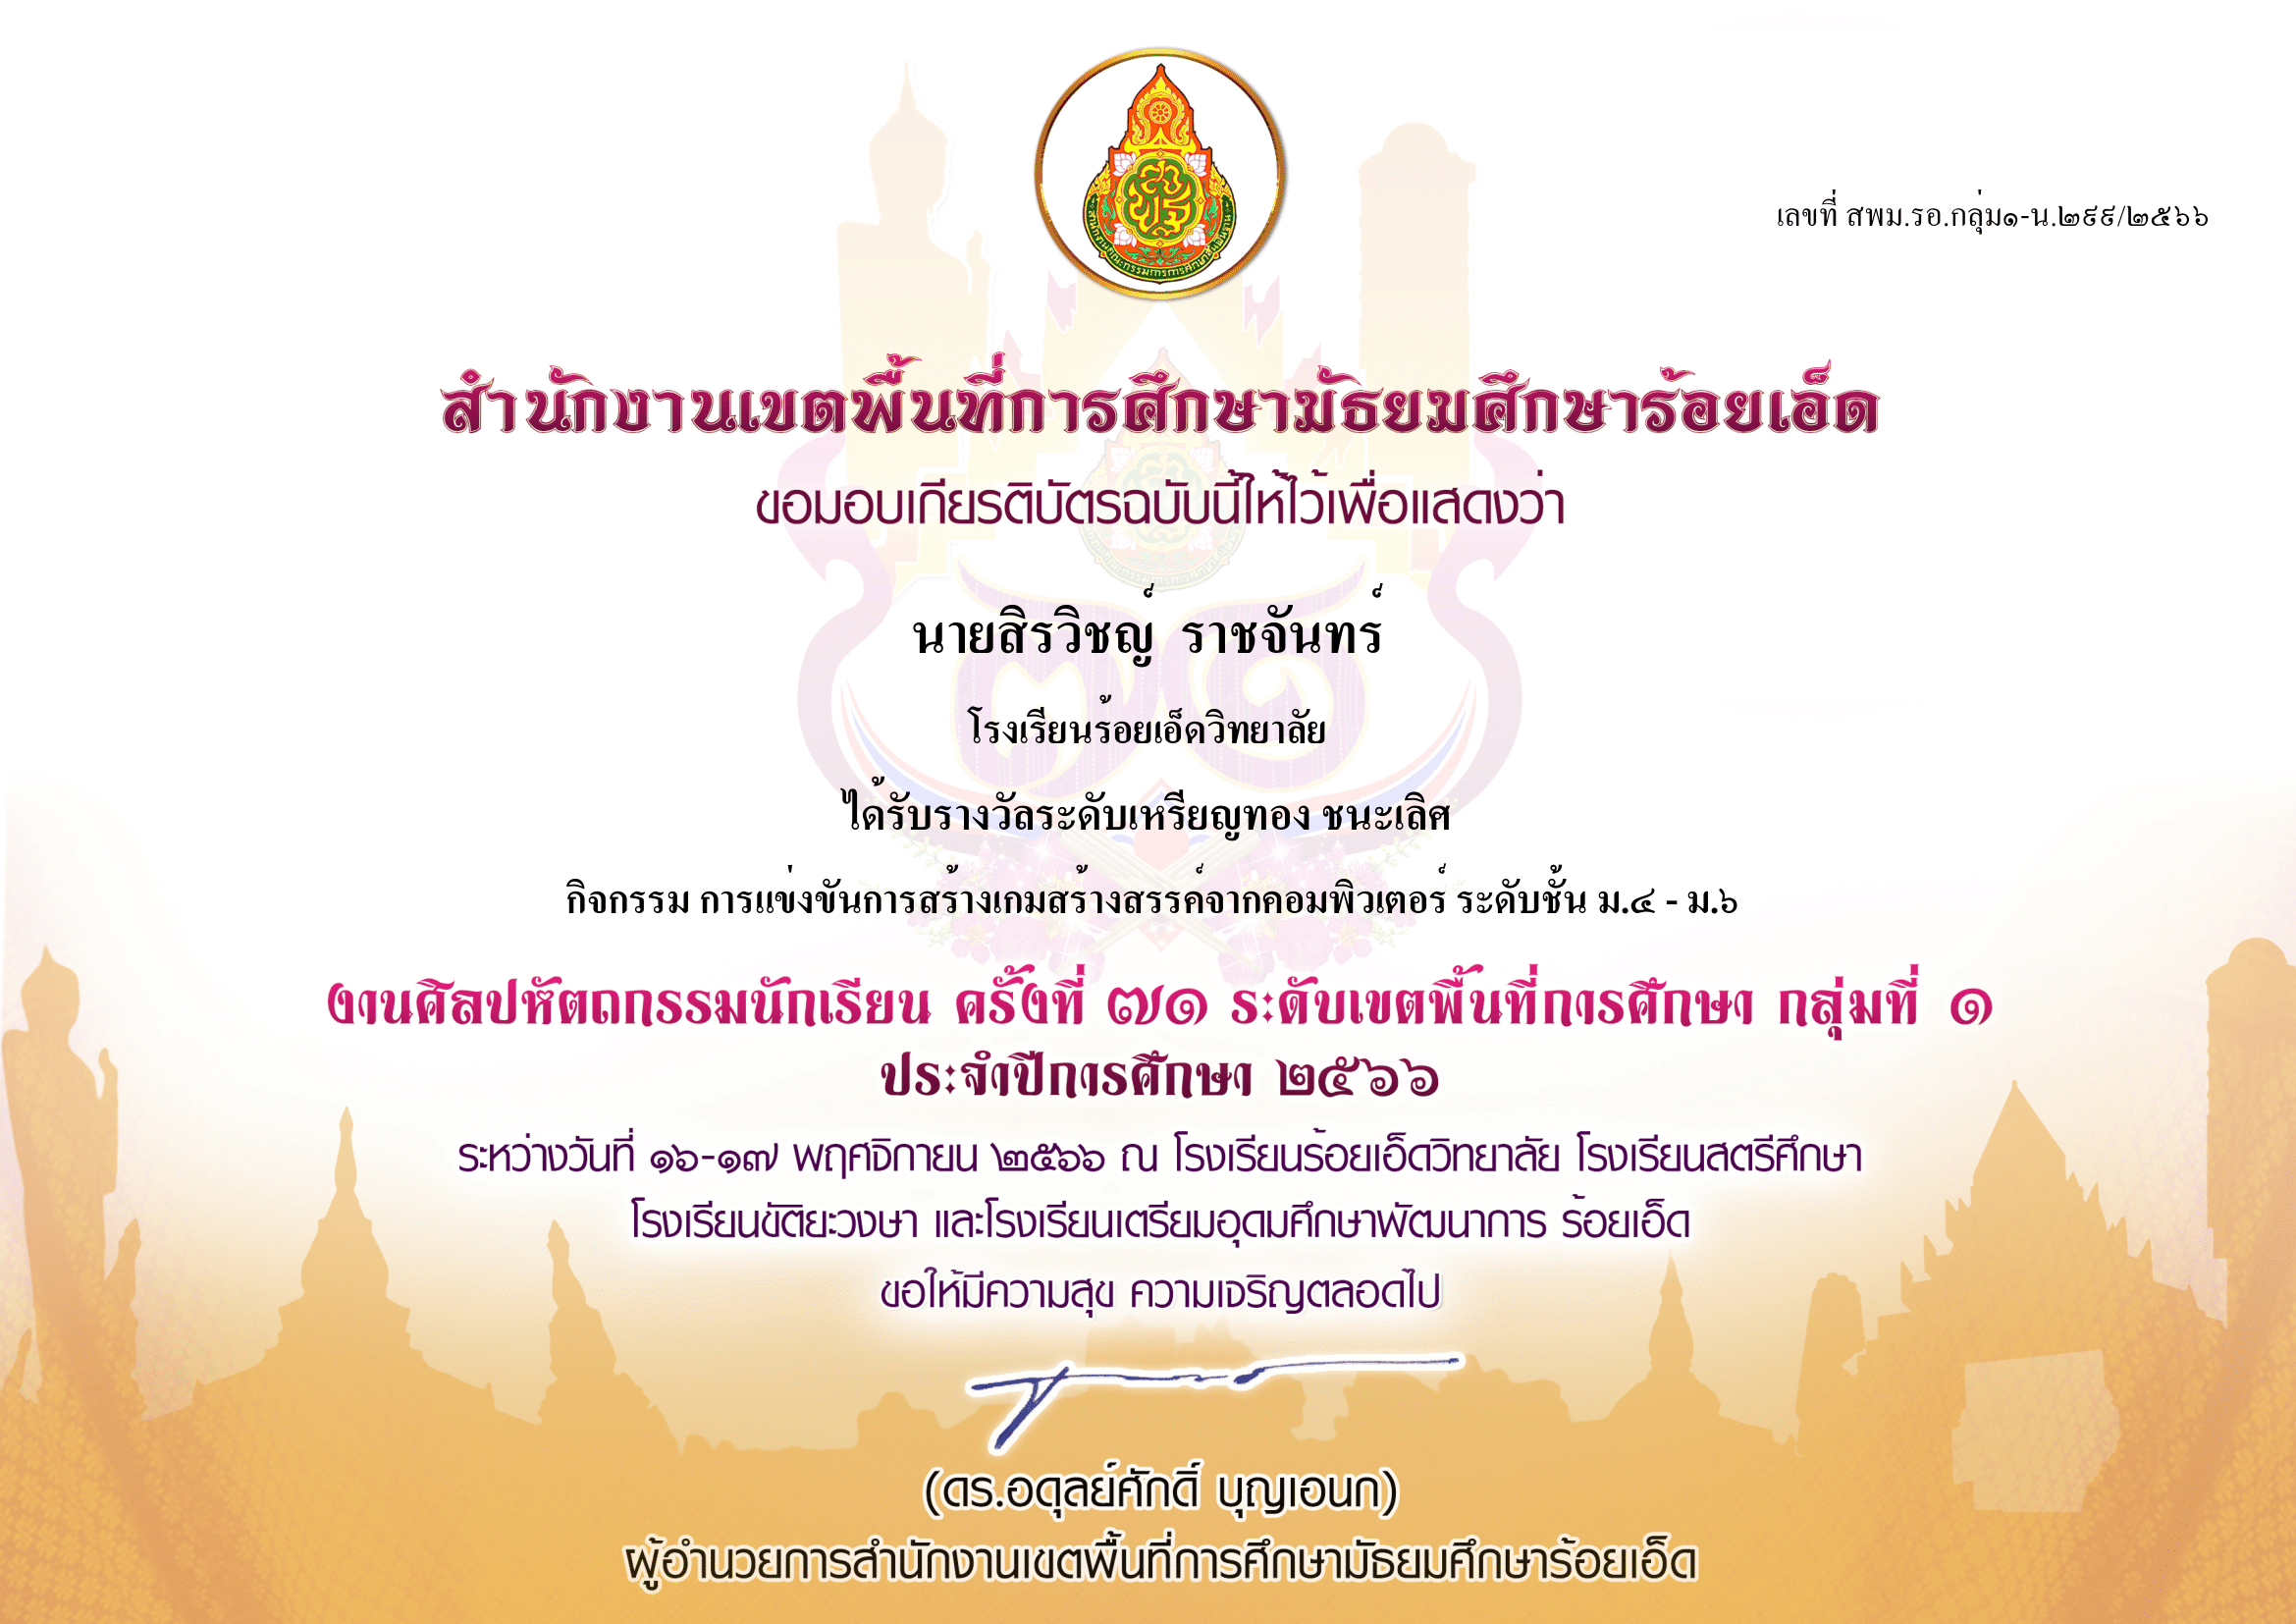 เลขที่ สพม.รอ.กลุ่ม๑-น.๒๙๙/๒๕๖๖
สำนักงานเขตพื้นที่การศึกษามัธยมศึกษาร้อยเอ็ด
ขอมอบเกียรติบัตรฉบับนี้ให้ไว้เพื่อแสดงว่า
นายสิรวิชญ์ ราชจันทร์
โรงเรียนร้อยเอ็ดวิทยาลัย
ได้รับรางวัลระดับเหรียญทอง ชนะเลิศ
กิจกรรม การแข่งขันการสร้างเกมสร้างสรรค์จากคอมพิวเตอร์ ระดับชั้น ม.๔ - ม.๖
งานศิลปหัตถกรรมนักเรียน ครั้งที่ ๗๑ ระดับเขตพื้นที่การศึกษา กลุ่มที่ ๑
ประจำปีการศึกษา ๒๕๖๖
ระหว่างวันที่ ๑๖-๑๗ พฤศจิกายน ๒๕๖๖ ณ โรงเรียนร้อยเอ็ดวิทยาลัย โรงเรียนสตรีศึกษา
โรงเรียนขัติยะวงษา และโรงเรียนเตรียมอุดมศึกษาพัฒนาการ ร้อยเอ็ด
ขอให้มีความสุข ความเจริญตลอดไป
(ดร.อดุลย์ศักดิ์ บุญเอนก)
ผู้อำนวยการสำนักงานเขตพื้นที่การศึกษามัธยมศึกษาร้อยเอ็ด